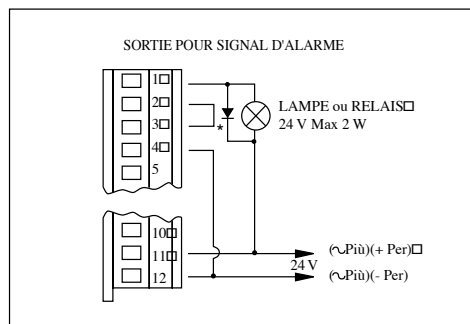 SORTIE POUR SIGNAL D'ALARME
1□
2□
3□
4□
5
*
LAMPE ou RELAIS□
24 V Max 2 W
10□
11□
12
24 V
(∿Più)(+ Per)□
(∿Più)(- Per)